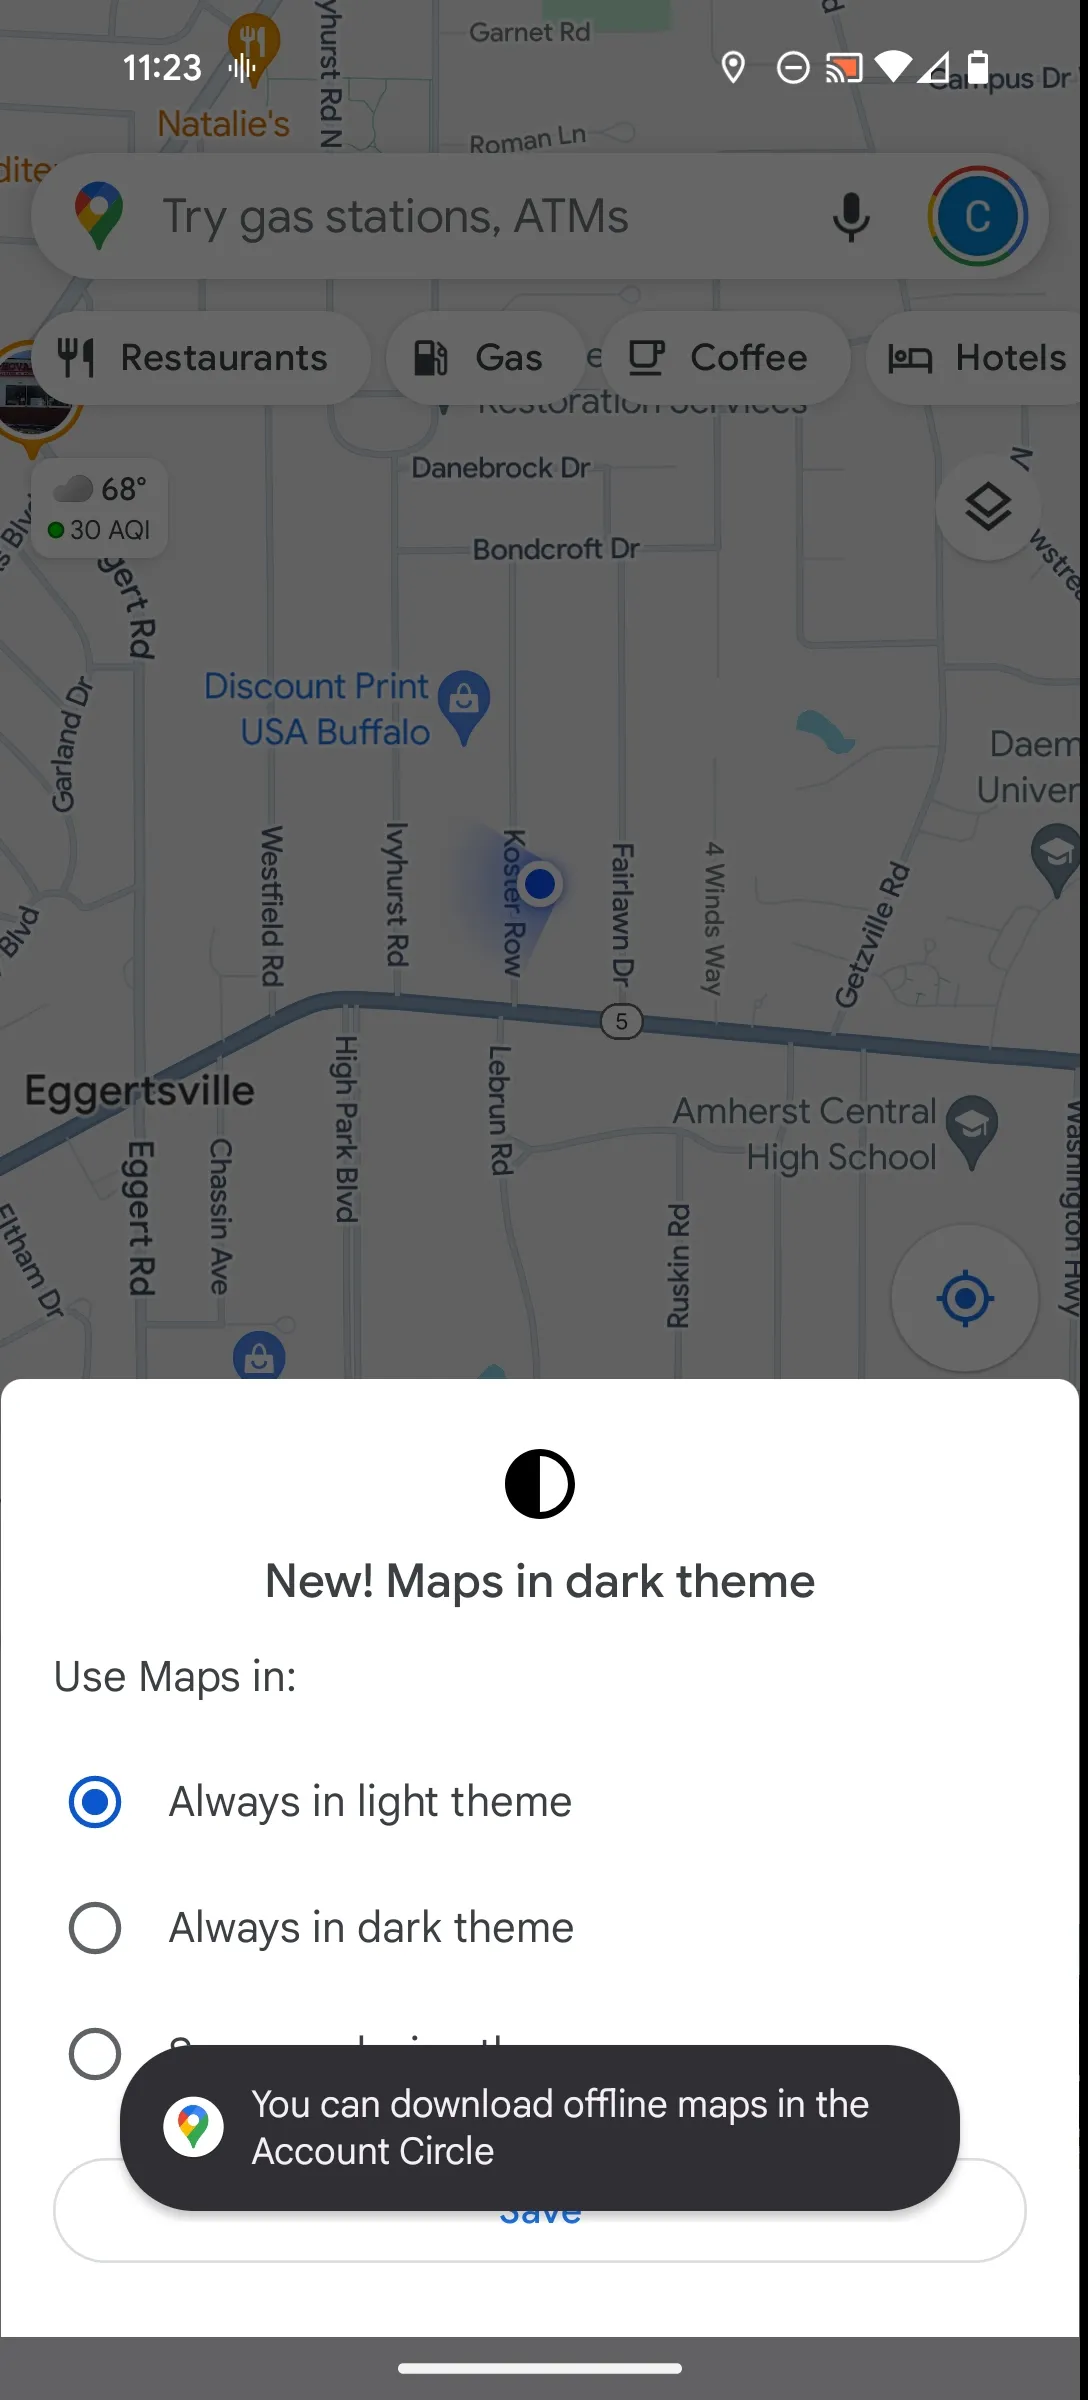 Garnet Rd
yhurst Rd N
11:23
Campus Dr
Natalie's
Roman Ln
Try gas stations, ATMs
C
Restaurants
Gas
Coffee
Hotels
Restoration Services
Danebrock Dr
68°
30 AQI
Bondcroft Dr
gert Rd
Discount Print
USA Buffalo
Garland Dr
Daem
Univer
Westfield Rd
Ivyhurst Rd
Koster Row
Fairlawn Dr
4 Winds Way
Getzville Rd
Blvd
5
Eggertsville
High Park Blvd
Lebrun Rd
Amherst Central
High School
Eggert Rd
Chassin Ave
Eltham Dr
Ruskin Rd
Washington Hwy
New! Maps in dark theme
Use Maps in:
Always in light theme
Always in dark theme
You can download offline maps in the
Account Circle
Save